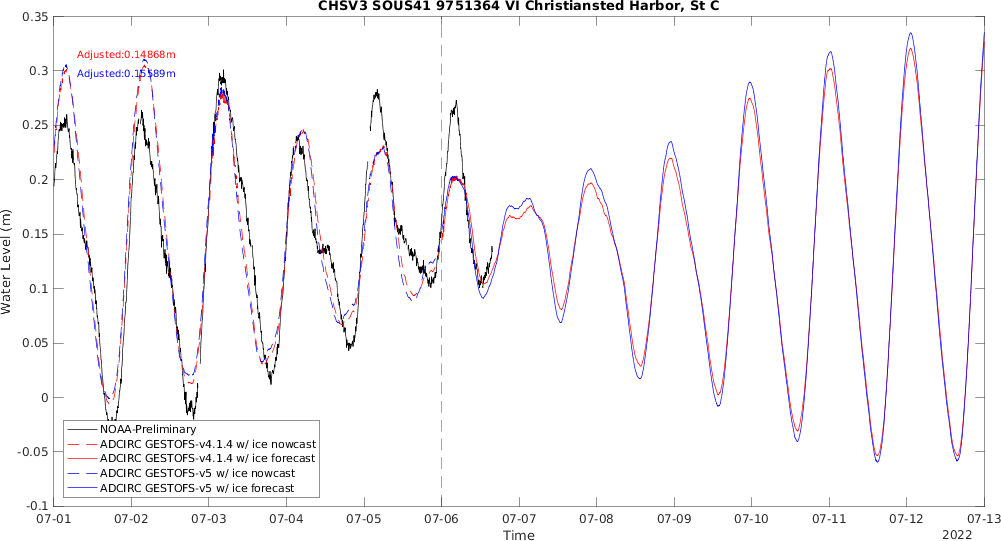 CHSV3 SOUS41 9751364 VI Christiansted Harbor, St C
0.35
0.3
0.25
0.2
0.15
0.1
0.05
0
-0.05
-0.1
Water Level (m)
Adjusted:0.14868m
Adjusted:0.15589m
NOAA-Preliminary
ADCIRC GESTOFS-v4.1.4 w/ ice nowcast
ADCIRC GESTOFS-v4.1.4 w/ ice forecast
ADCIRC GESTOFS-v5 w/ ice nowcast
ADCIRC GESTOFS-v5 w/ ice forecast
07-01 07-02 07-03 07-04 07-05 07-06 07-07 07-08 07-09 07-10 07-11 07-12 07-13
Time
2022